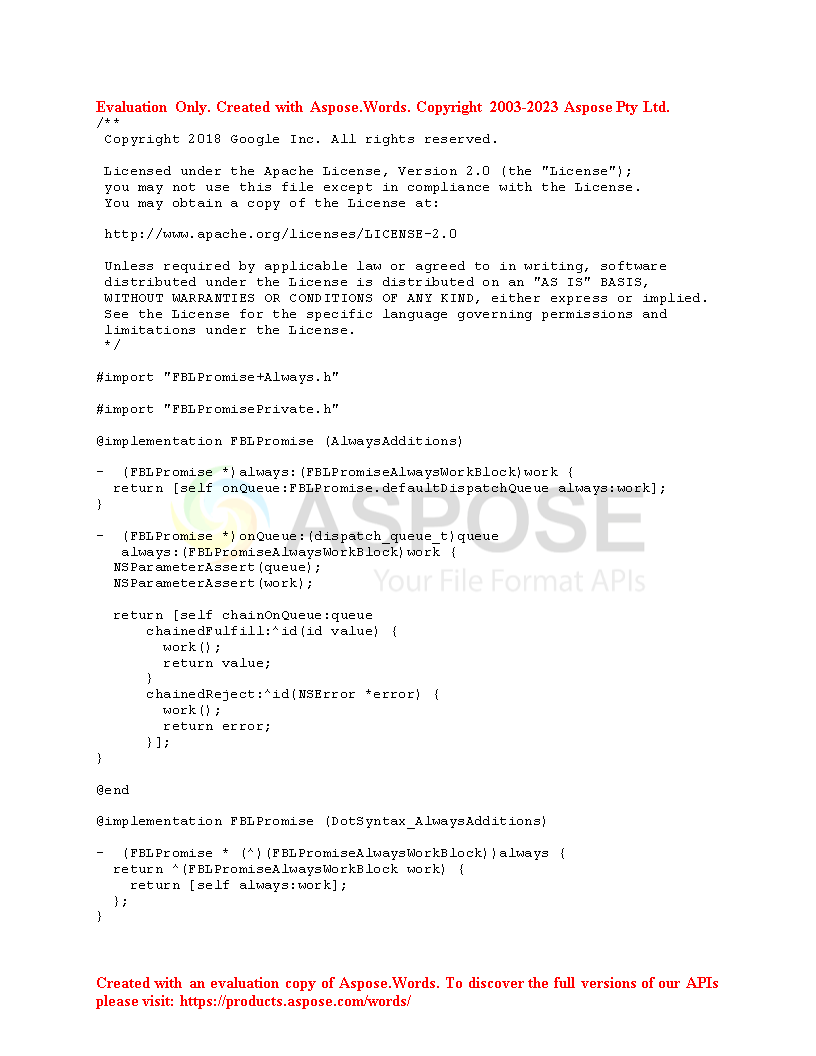 Evaluation Only. Created with Aspose.Words. Copyright 2003-2023 Aspose Pty Ltd.
/**
 Copyright 2018 Google Inc. All rights reserved.

 Licensed under the Apache License, Version 2.0 (the "License");
 you may not use this file except in compliance with the License.
 You may obtain a copy of the License at:

 http://www.apache.org/licenses/LICENSE-2.0

 Unless required by applicable law or agreed to in writing, software
 distributed under the License is distributed on an "AS IS" BASIS,
 WITHOUT WARRANTIES OR CONDITIONS OF ANY KIND, either express or implied.
 See the License for the specific language governing permissions and
 limitations under the License.
 */

#import "FBLPromise+Always.h"

#import "FBLPromisePrivate.h"

@implementation FBLPromise (AlwaysAdditions)

-  (FBLPromise *)always:(FBLPromiseAlwaysWorkBlock)work {
  return [self onQueue:FBLPromise.defaultDispatchQueue always:work];
}

-  (FBLPromise *)onQueue:(dispatch_queue_t)queue
   always:(FBLPromiseAlwaysWorkBlock)work {
  NSParameterAssert(queue);
  NSParameterAssert(work);

  return [self chainOnQueue:queue
      chainedFulfill:^id(id value) {
        work();
        return value;
      }
      chainedReject:^id(NSError *error) {
        work();
        return error;
      }];
}

@end

@implementation FBLPromise (DotSyntax_AlwaysAdditions)

-  (FBLPromise * (^)(FBLPromiseAlwaysWorkBlock))always {
  return ^(FBLPromiseAlwaysWorkBlock work) {
    return [self always:work];
  };
}

ASPOSE
Your File Format APIs

Created with an evaluation copy of Aspose.Words. To discover the full versions of our APIs
please visit: https://products.aspose.com/words/